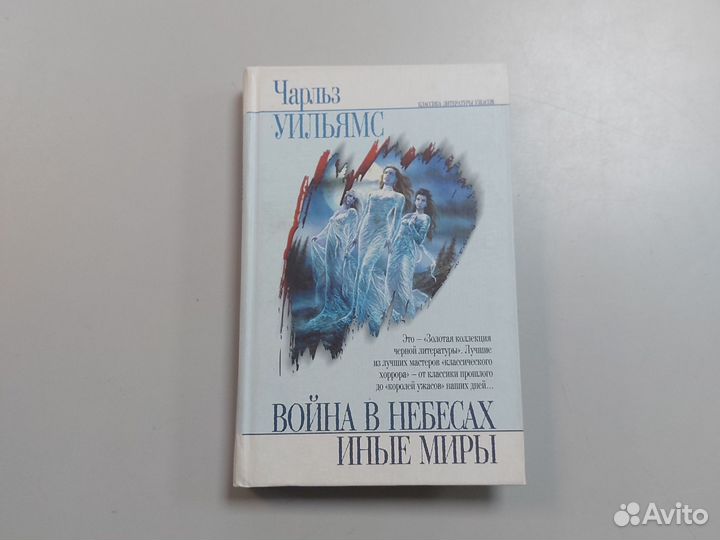 Чарльз
УИЛЬЯМС
КЛАССИКА ЛИТЕРАТУРЫ УЖАСОВ
Это – «Золотая коллекция
черной литературы». Лучшие
из лучших мастеров «классического
хоррора» – от классики прошлого
до «королей ужасов» наших дней...
ВОЙНА В НЕБЕСАХ
ИНЫЕ МИРЫ
Avito